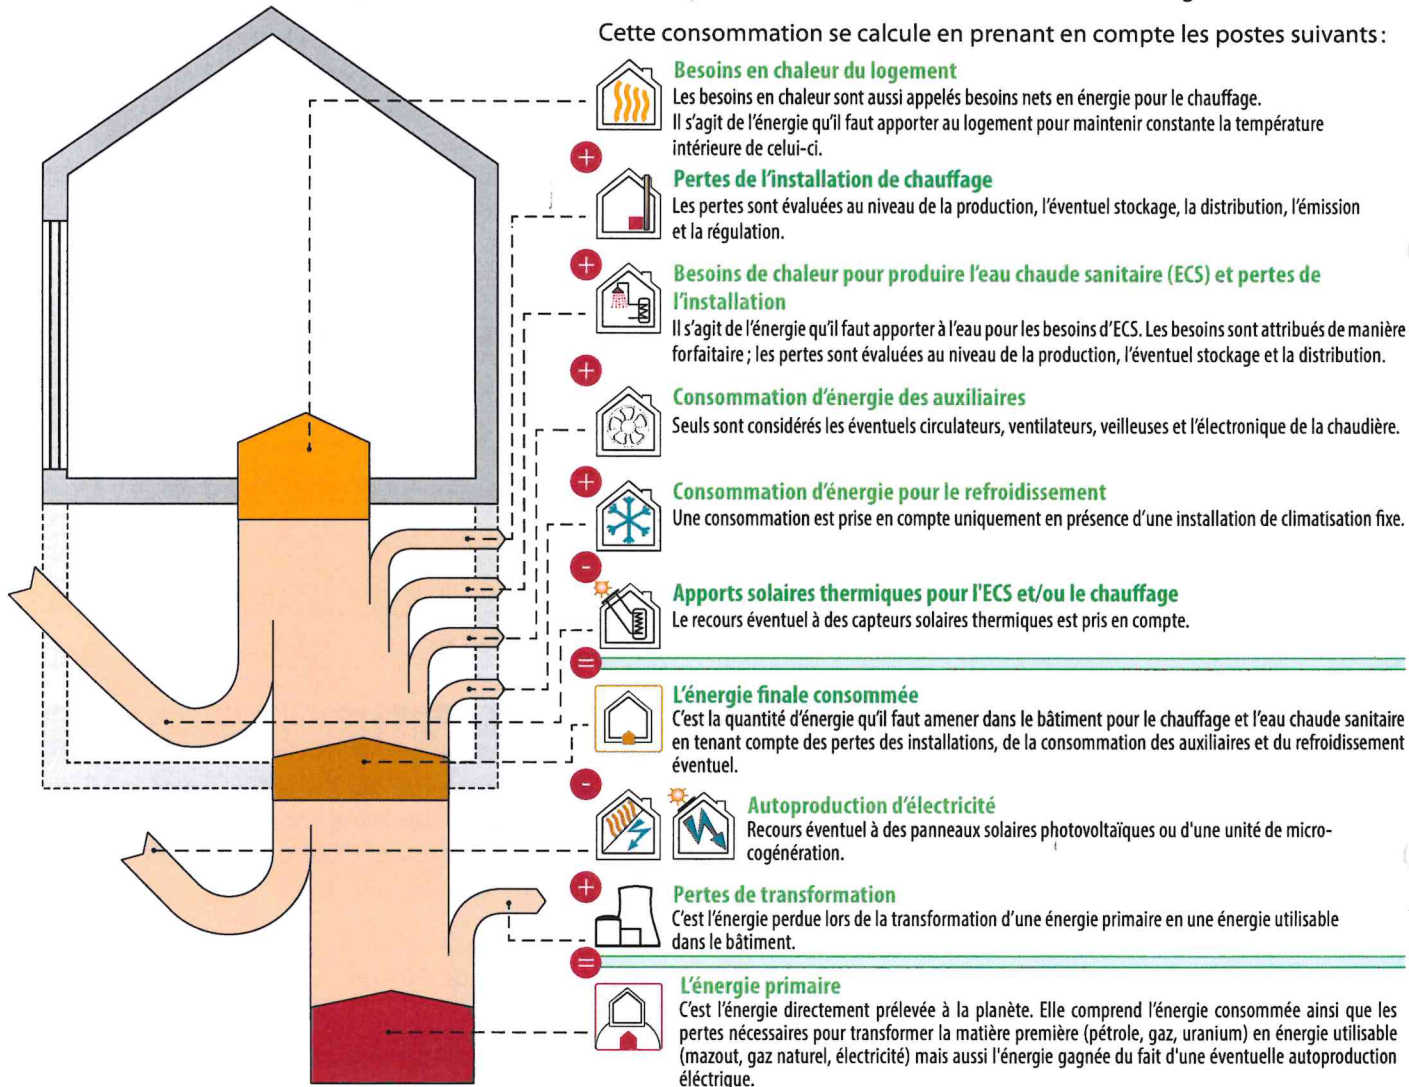 Cette consommation se calcule en prenant en compte les postes suivants :
Besoins en chaleur du logement
Les besoins en chaleur sont aussi appelés besoins nets en énergie pour le chauffage.
Il s'agit de l'énergie qu'il faut apporter au logement pour maintenir constante la température
intérieure de celui-ci.
+
Pertes de l'installation de chauffage
Les pertes sont évaluées au niveau de la production, l'éventuel stockage, la distribution, l'émission
et la régulation.
+
Besoins de chaleur pour produire l'eau chaude sanitaire (ECS) et pertes de
l'installation
Il s'agit de l'énergie qu'il faut apporter à l'eau pour les besoins d'ECS. Les besoins sont attribués de manière
forfaitaire ; les pertes sont évaluées au niveau de la production, l'éventuel stockage et la distribution.
+
Consommation d'énergie des auxiliaires
Seuls sont considérés les éventuels circulateurs, ventilateurs, veilleuses et l'électronique de la chaudière.
+
Consommation d'énergie pour le refroidissement
Une consommation est prise en compte uniquement en présence d'une installation de climatisation fixe.
-
Apports solaires thermiques pour l'ECS et/ou le chauffage
Le recours éventuel à des capteurs solaires thermiques est pris en compte.
=
L'énergie finale consommée
C'est la quantité d'énergie qu'il faut amener dans le bâtiment pour le chauffage et l'eau chaude sanitaire
en tenant compte des pertes des installations, de la consommation des auxiliaires et du refroidissement
éventuel.
-
Autoproduction d'électricité
Recours éventuel à des panneaux solaires photovoltaïques ou d'une unité de micro-
cogénération.
+
Pertes de transformation
C'est l'énergie perdue lors de la transformation d'une énergie primaire en une énergie utilisable
dans le bâtiment.
=
L'énergie primaire
C'est l'énergie directement prélevée à la planète. Elle comprend l'énergie consommée ainsi que les
pertes nécessaires pour transformer la matière première (pétrole, gaz, uranium) en énergie utilisable
(mazout, gaz naturel, électricité) mais aussi l'énergie gagnée du fait d'une éventuelle autoproduction
éléctrique.